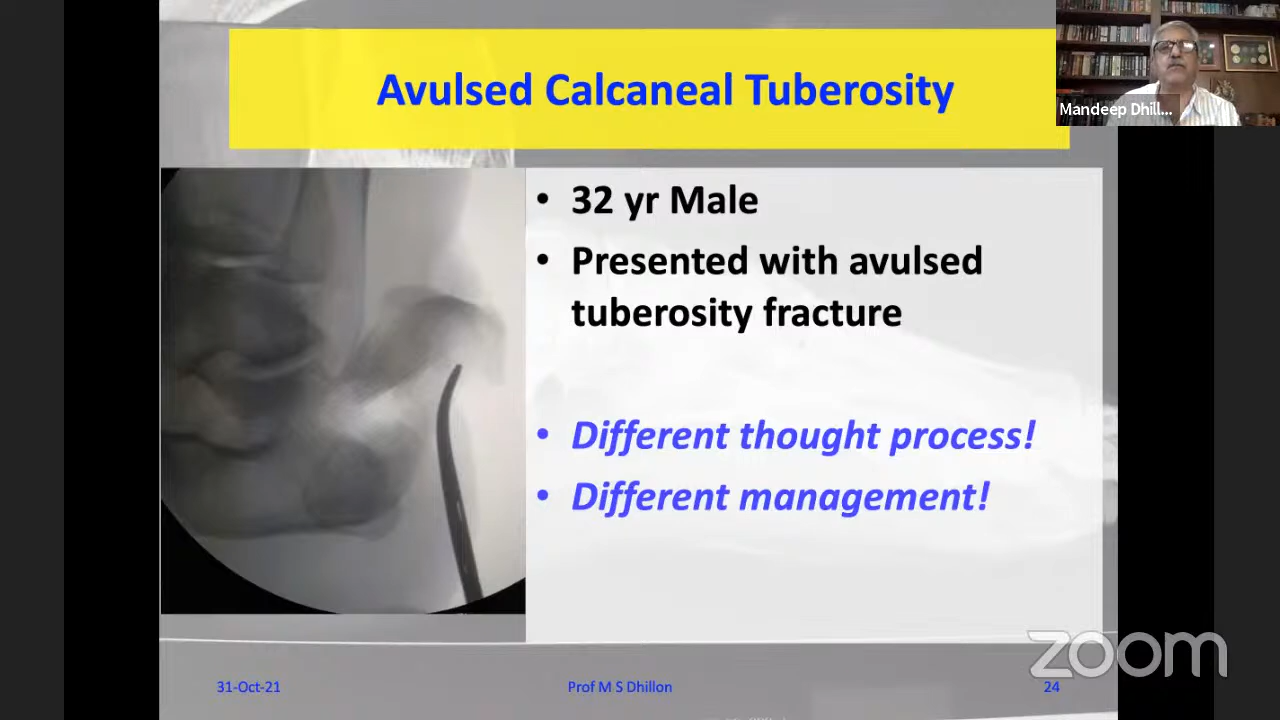 Avulsed Calcaneal Tuberosity
Mandeep Dhill...
• 32 yr Male
• Presented with avulsed
tuberosity fracture
• Different thought process!
• Different management!
zoom
31-Oct-21
Prof M S Dhillon
24